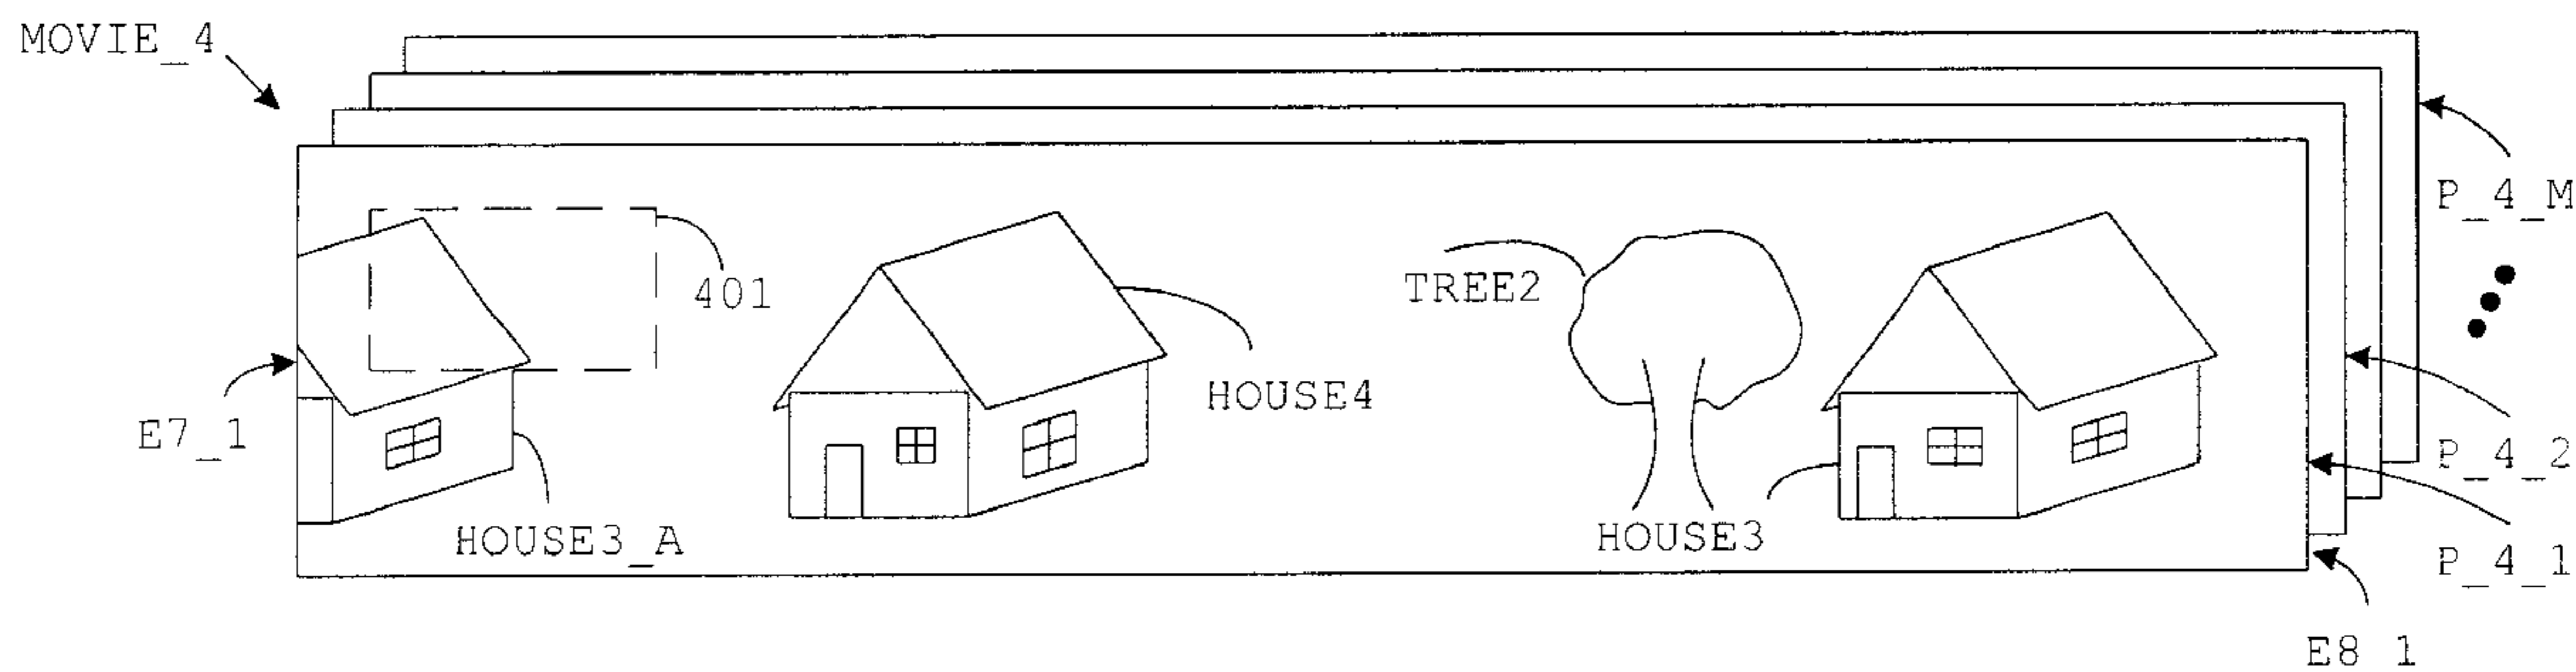 MOVIE_4
P_4_M
401
TREE2
HOUSE4
E7_1
P_4_2
HOUSE3_A
HOUSE3
P_4_1
E8_1